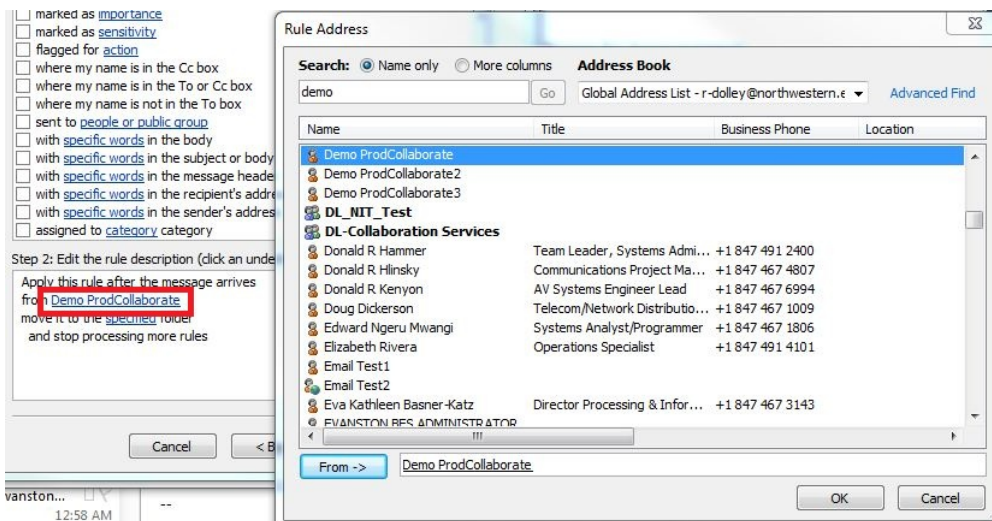 marked as importance
marked as sensitivity
flagged for action
where my name is in the Cc box
where my name is in the To or Cc box
where my name is not in the To box
sent to people or public group
with specific words in the body
with specific words in the subject or body
with specific words in the message heade
with specific words in the recipient's addre
with specific words in the sender's addres
assigned to category category
Step 2: Edit the rule description (click an unde
Apply this rule after the message arrives
from Demo ProdCollaborate
move it to the specified folder
and stop processing more rules
Cancel < B
vanston...
12:58 AM
--
Rule Address
Search: Name only More columns Address Book
demo Go Global Address List - r-dolley@northwestern.e Advanced Find
Name Title Business Phone Location
Demo ProdCollaborate
Demo ProdCollaborate2
Demo ProdCollaborate3
DL_NIT_Test
DL-Collaboration Services
Donald R Hammer Team Leader, Systems Admi... +1 847 491 2400
Donald R Hlinsky Communications Project Ma... +1 847 467 4807
Donald R Kenyon AV Systems Engineer Lead +1 847 467 6994
Doug Dickerson Telecom/Network Distributio... +1 847 467 1009
Edward Ngeru Mwangi Systems Analyst/Programmer +1 847 467 1806
Elizabeth Rivera Operations Specialist +1 847 491 4101
Email Test1
Email Test2
Eva Kathleen Basner-Katz Director Processing & Infor... +1 847 467 3143
EVANSTON BES ADMINISTRATOR
From -> Demo ProdCollaborate
OK Cancel